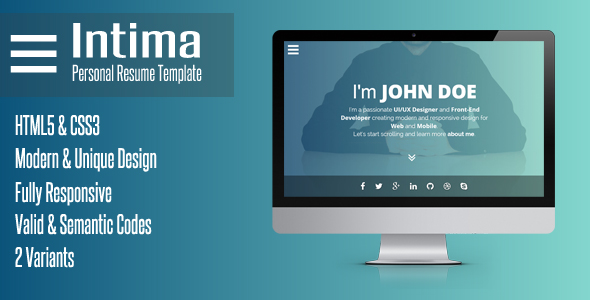 Intima
Personal Resume Template
HTML5 & CSS3
Modern & Unique Design
Fully Responsive
Valid & Semantic Codes
2 Variants
I'm JOHN DOE
I'm a passionate UI/UX Designer and Front-End
Developer creating modern and responsive design for
Web and Mobile
Let's start scrolling and learn more about me